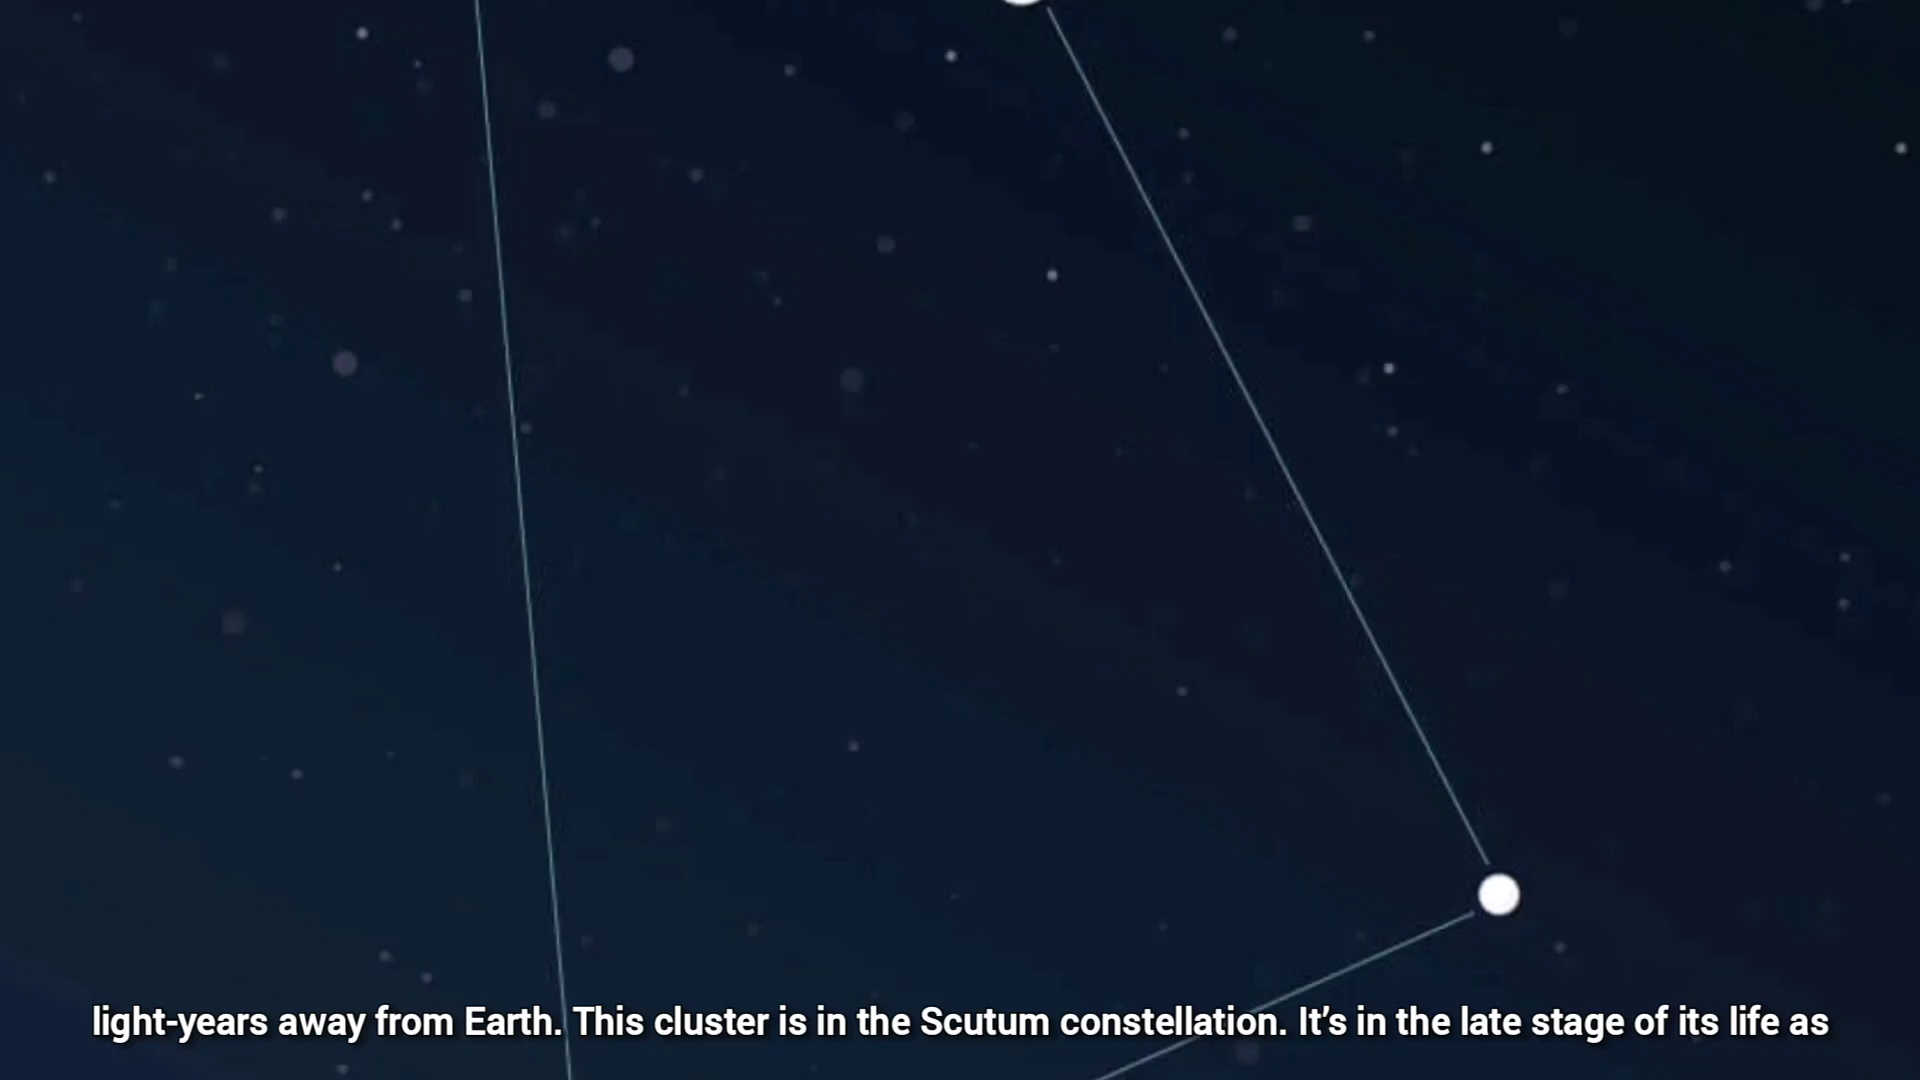 light-years away from Earth. This cluster is in the Scutum constellation. It’s in the late stage of its life as